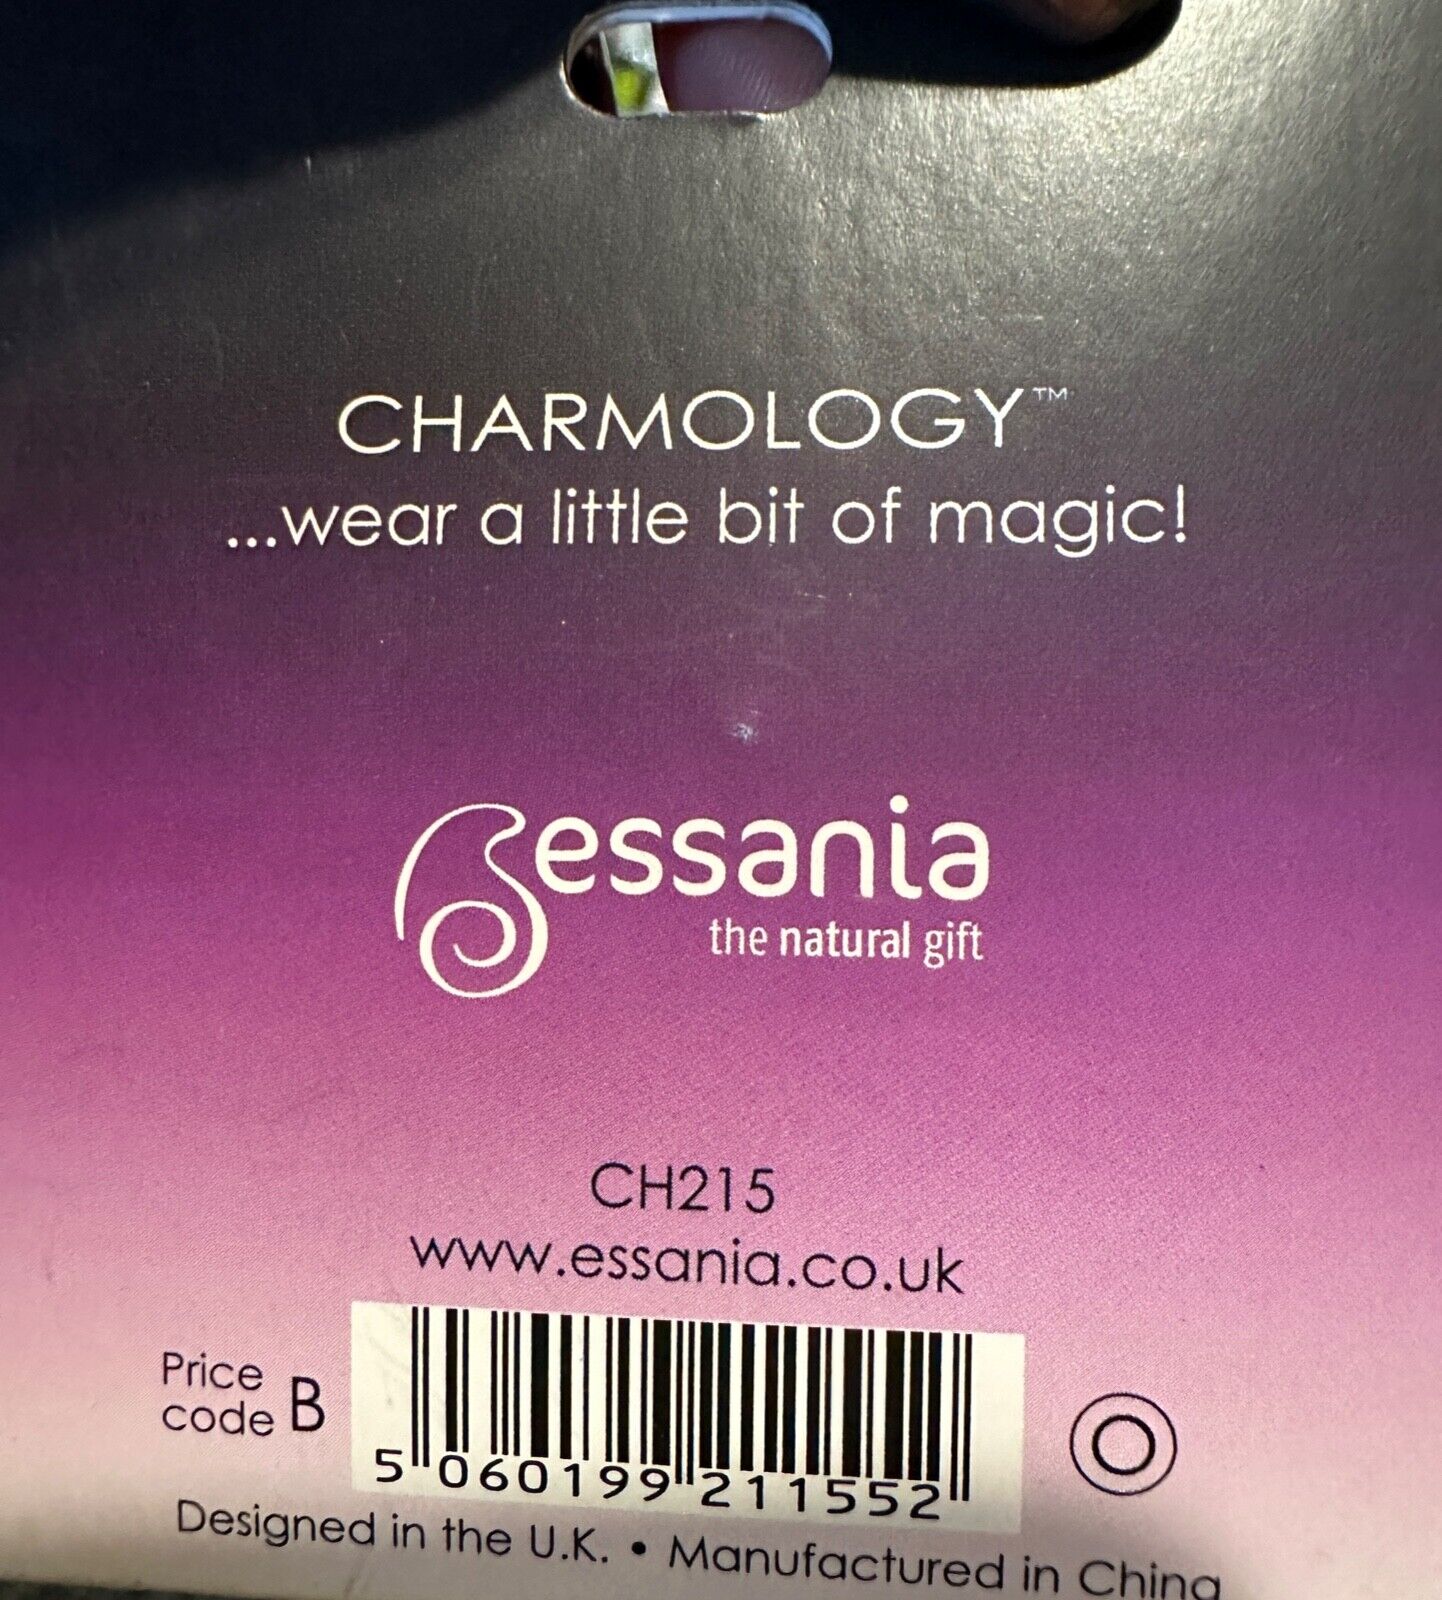 CHARMOLOGY™
...wear a little bit of magic!
essania
the natural gift
CH215
www.essania.co.uk
Price
code B
5 060199 211552
Designed in the U.K. • Manufactured in China